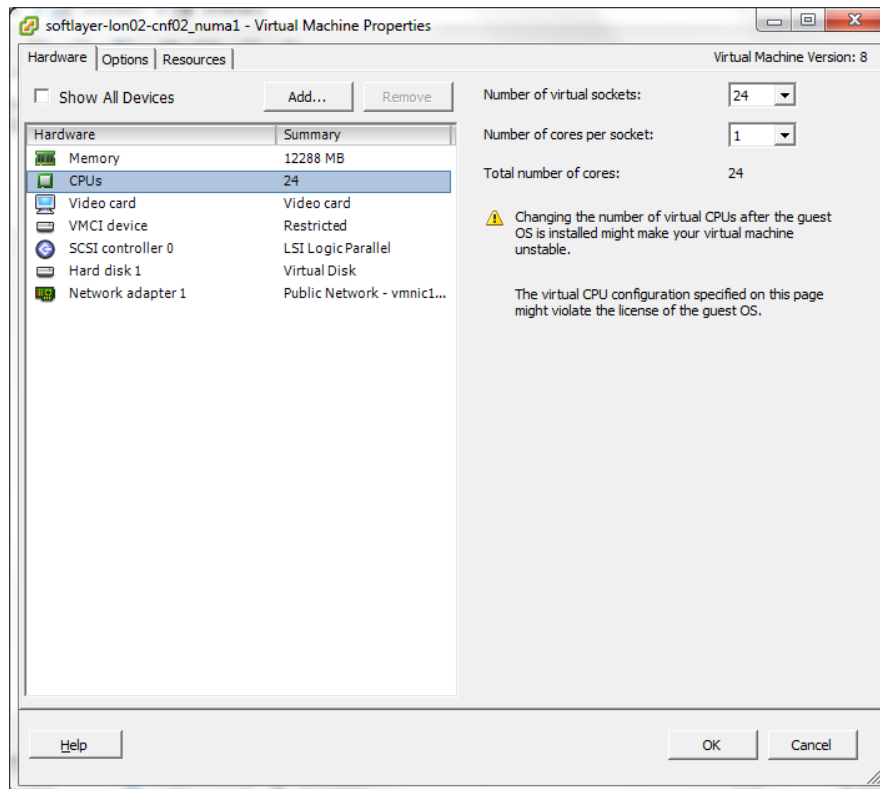 softlayer-lon02-cnf02_numa1 - Virtual Machine Properties
Hardware Options Resources
Virtual Machine Version: 8
Show All Devices
Add...
Remove
Hardware Summary
Memory 12288 MB
CPUs 24
Video card Video card
VMCI device Restricted
SCSI controller 0 LSI Logic Parallel
Hard disk 1 Virtual Disk
Network adapter 1 Public Network - vmnic1...
Number of virtual sockets: 24
Number of cores per socket: 1
Total number of cores: 24
Changing the number of virtual CPUs after the guest
OS is installed might make your virtual machine
unstable.
The virtual CPU configuration specified on this page
might violate the license of the guest OS.
Help
OK
Cancel